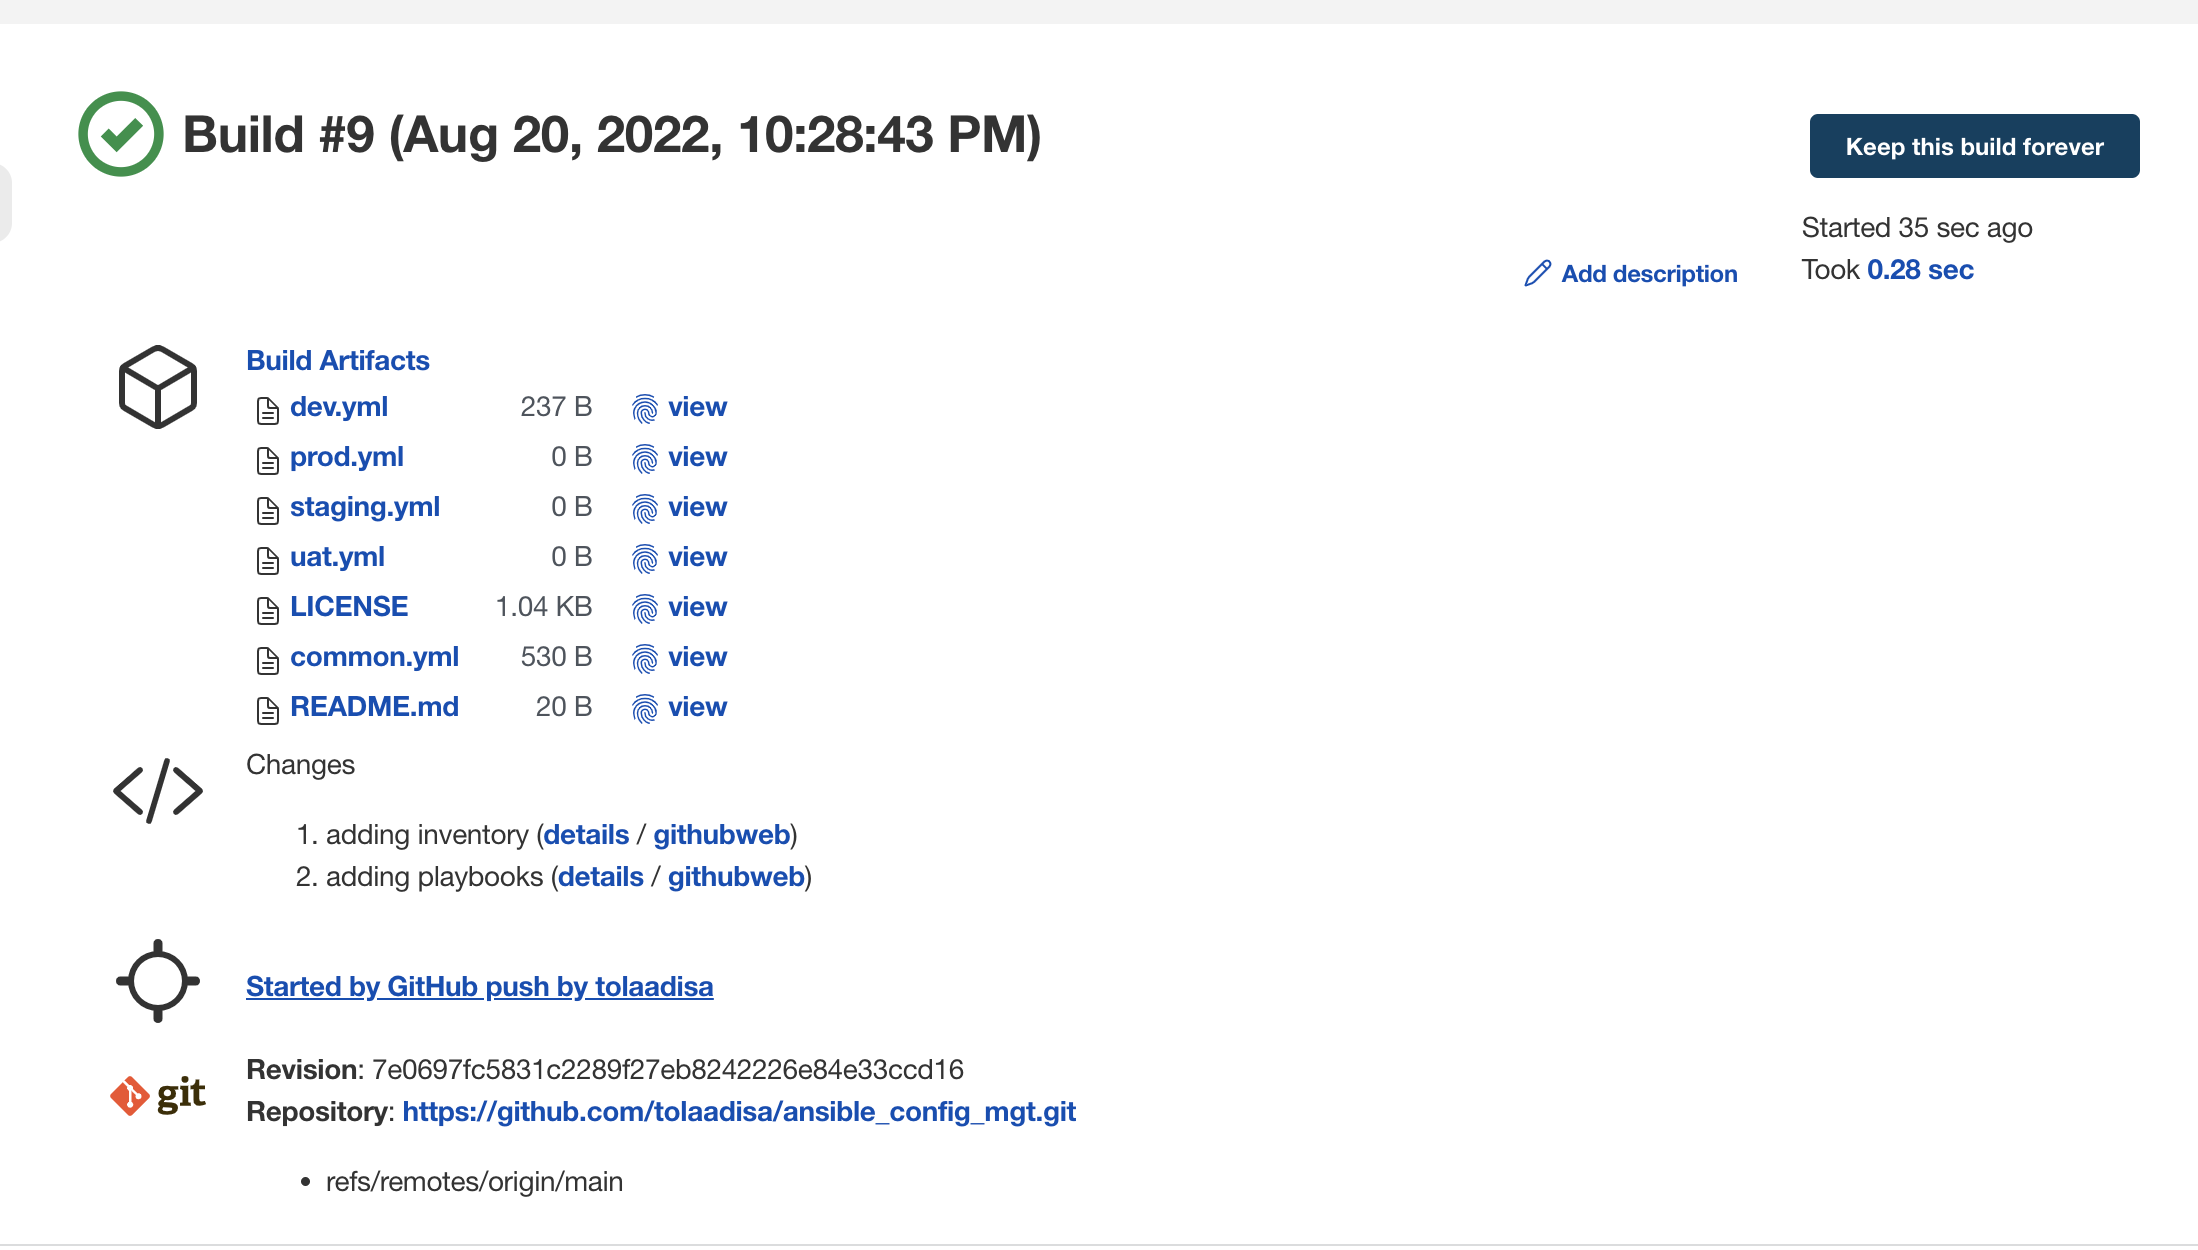 Build #9 (Aug 20, 2022, 10:28:43 PM)
Keep this build forever
Started 35 sec ago
Add description
Took 0.28 sec
Build Artifacts
dev.yml 237 B view
prod.yml 0 B view
staging.yml 0 B view
uat.yml 0 B view
LICENSE 1.04 KB view
common.yml 530 B view
README.md 20 B view
Changes
1. adding inventory (details / githubweb)
2. adding playbooks (details / githubweb)
Started by GitHub push by tolaadisa
git
Revision: 7e0697fc5831c2289f27eb8242226e84e33ccd16
Repository: https://github.com/tolaadisa/ansible_config_mgt.git
• refs/remotes/origin/main